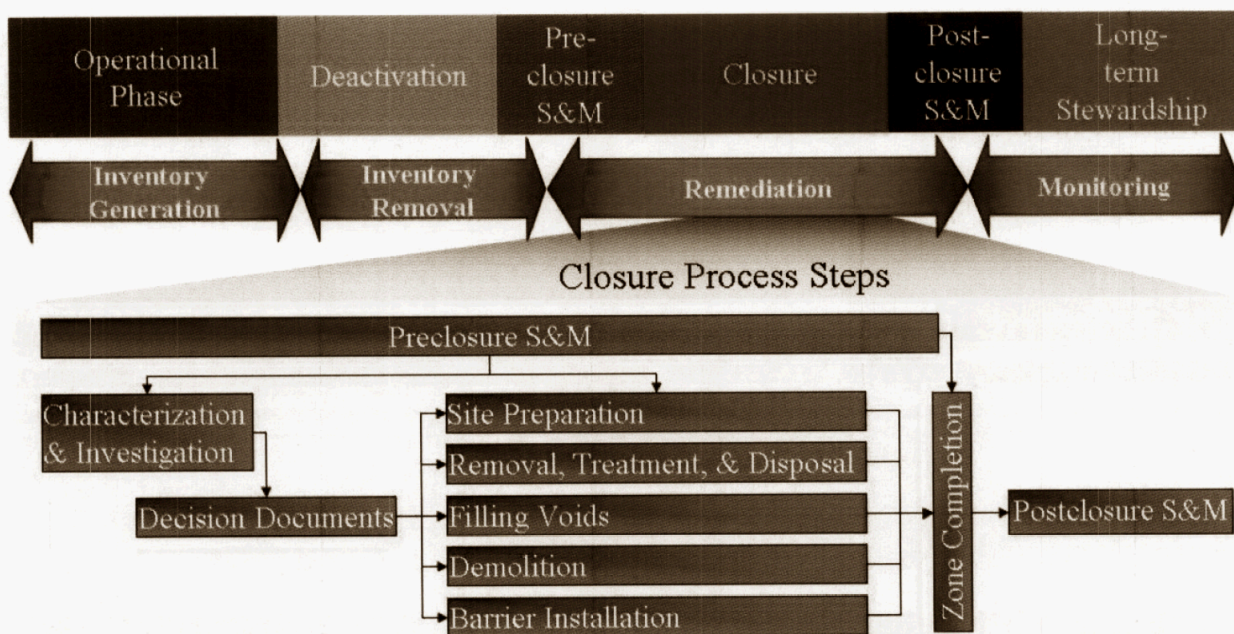 Operational
Phase
Deactivation
Pre-
closure
S&M
Closure
Post-
closure
S&M
Long-
term
Stewardship
Inventory
Generation
Inventory
Removal
Remediation
Monitoring
Closure Process Steps
Preclosure S&M
Characterization
& Investigation
Decision Documents
Site Preparation
Removal, Treatment, & Disposal
Filling Voids
Demolition
Barrier Installation
Zone Completion
Postclosure S&M